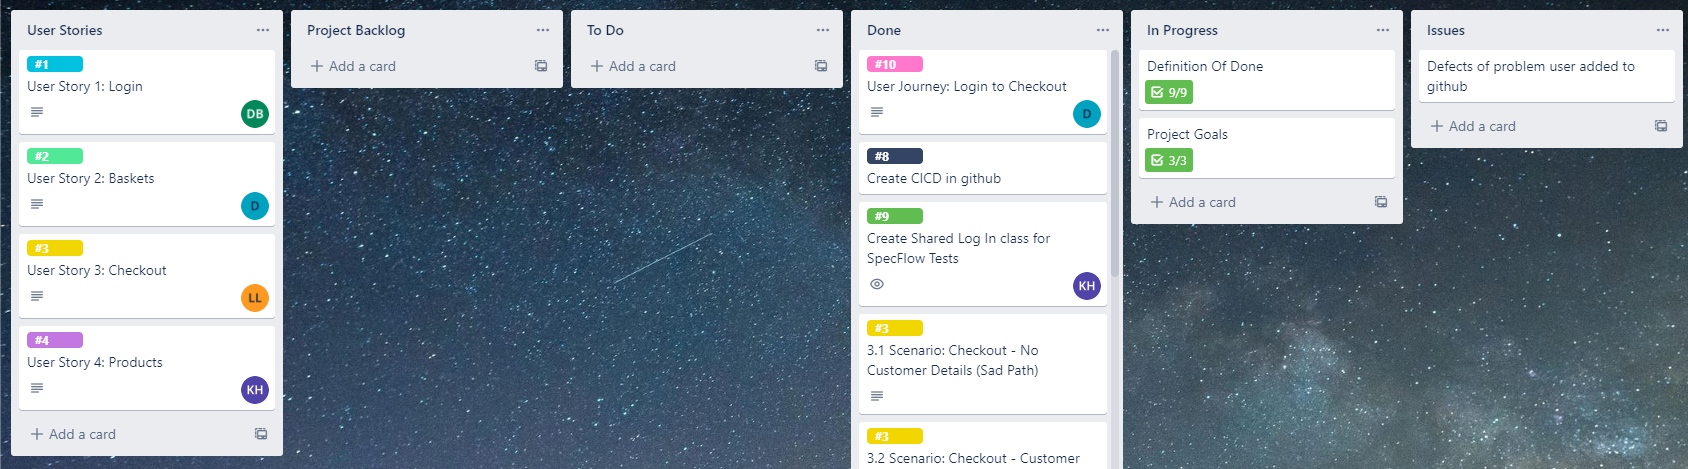 User Stories
#1
User Story 1: Login
DB
#2
User Story 2: Baskets
D
#3
User Story 3: Checkout
LL
#4
User Story 4: Products
KH
Add a card
Project Backlog
Add a card
To Do
Add a card
Done
#10
User Journey: Login to Checkout
D
#8
Create CICD in github
#9
Create Shared Log In class for
SpecFlow Tests
KH
#3
3.1 Scenario: Checkout - No
Customer Details (Sad Path)
#3
3.2 Scenario: Checkout - Customer
In Progress
Definition Of Done
9/9
Project Goals
3/3
Add a card
Issues
Defects of problem user added to
github
Add a card